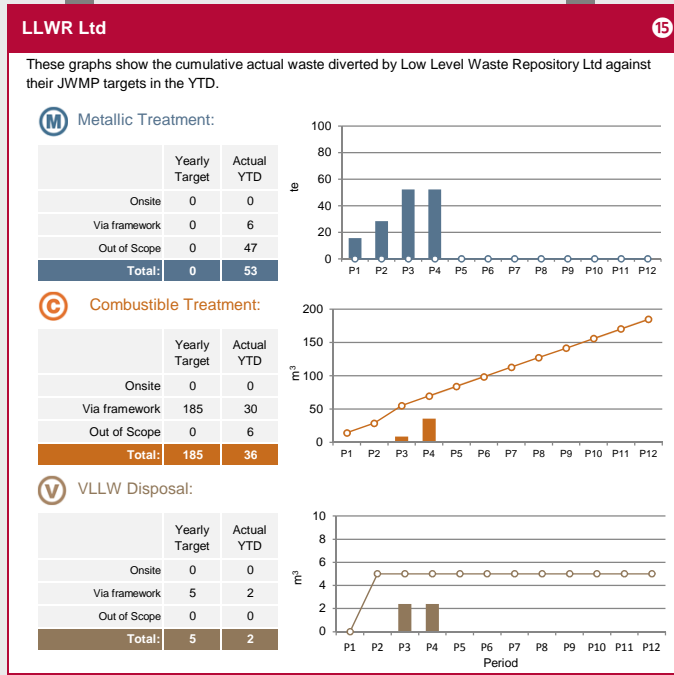 LLWR Ltd
15
These graphs show the cumulative actual waste diverted by Low Level Waste Repository Ltd against
their JWMP targets in the YTD.
M Metallic Treatment:
Yearly Target Actual YTD
Onsite 0 0
Via framework 0 6
Out of Scope 0 47
Total: 0 53
100
80
60
40
20
0
te
P1 P2 P3 P4 P5 P6 P7 P8 P9 P10 P11 P12
C Combustible Treatment:
Yearly Target Actual YTD
Onsite 0 0
Via framework 185 30
Out of Scope 0 6
Total: 185 36
200
150
100
50
0
m³
P1 P2 P3 P4 P5 P6 P7 P8 P9 P10 P11 P12
V VLLW Disposal:
Yearly Target Actual YTD
Onsite 0 0
Via framework 5 2
Out of Scope 0 0
Total: 5 2
10
8
6
4
2
0
m³
P1 P2 P3 P4 P5 P6 P7 P8 P9 P10 P11 P12
Period